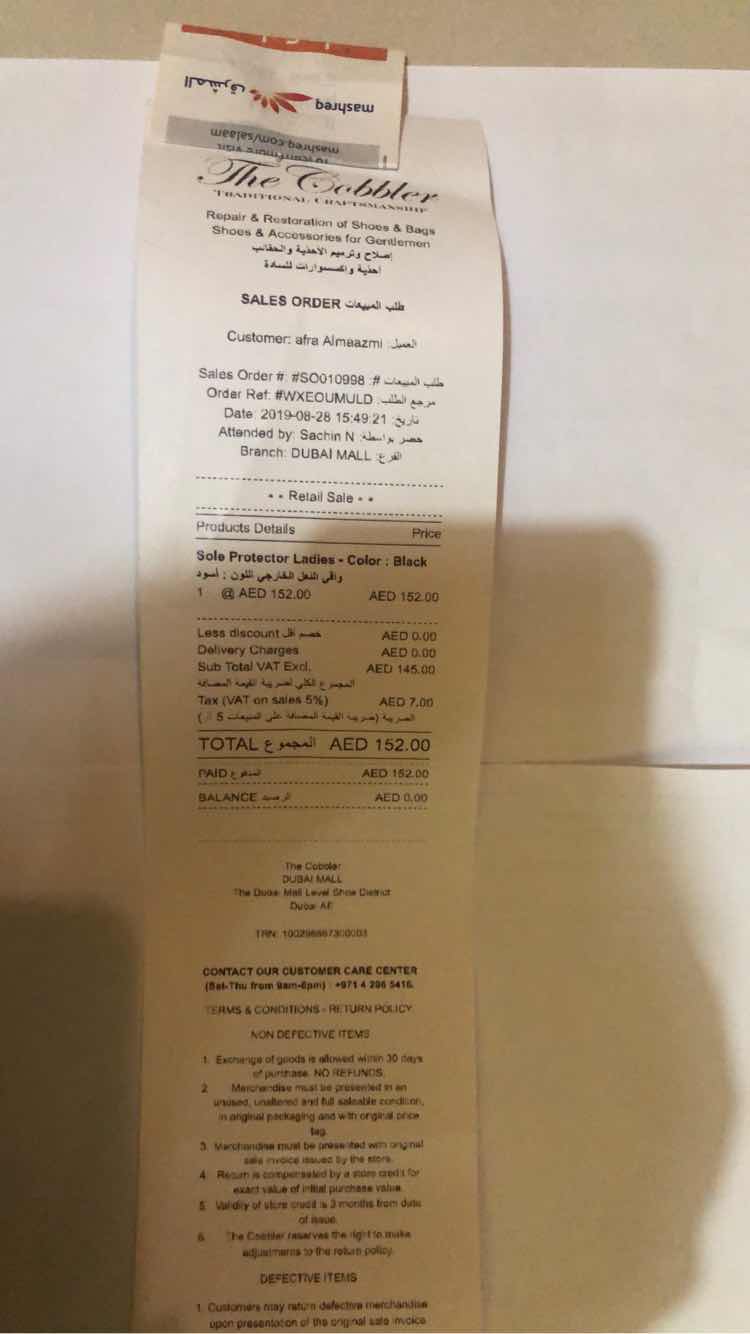 mashreq المشرق
mashreq.com/salaam
To learn more visit
The Cobbler
TRADITIONAL CRAFTSMANSHIP
Repair & Restoration of Shoes & Bags
Shoes & Accessories for Gentlemen
إصلاح وترميم الأحذية والحقائب
أحذية وإكسسوارات للسادة
SALES ORDER طلب المبيعات
Customer: afra Almaazmi :العميل
Sales Order #: #SO010998 :# طلب المبيعات
Order Ref: #WXEOUMULD :مرجع الطلب
Date: 2019-08-28 15:49:21 :تاريخ
Attended by: Sachin N :حضر بواسطة
Branch: DUBAI MALL :الفرع
* * Retail Sale * *
Products Details Price
Sole Protector Ladies - Color : Black
واقي النعل الخارجي اللون : أسود
1 @ AED 152.00 AED 152.00
Less discount خصم أقل AED 0.00
Delivery Charges AED 0.00
Sub Total VAT Excl. AED 145.00
المجموع الكلي لضريبة القيمة المضافة
Tax (VAT on sales 5%) AED 7.00
الضريبة (ضريبة القيمة المضافة على المبيعات 5
TOTAL المجموع AED 152.00
PAID المدفوع AED 152.00
BALANCE الرصيد AED 0.00
The Cobbler
DUBAI MALL
The Dubai Mall Level Shoe District
Dubai AE
TRN:
CONTACT OUR CUSTOMER CARE CENTER
(Sat-Thu from 9am-6pm) : +971 4 5416.
TERMS & CONDITIONS - RETURN POLICY
NON DEFECTIVE ITEMS
1. Exchange of goods is allowed within 30 days
of purchase. NO REFUNDS.
2. Merchandise must be presented in an
unused, unaltered and full saleable condition,
in original packaging and with original price
tag.
3. Merchandise must be presented with original
sale invoice issued by the store.
4. Return is compensated by a store credit for
exact value of initial purchase value.
5. Validity of store credit is 3 months from date
of issue.
6. The Cobbler reserves the right to make
adjustments to the return policy.
DEFECTIVE ITEMS
1. Customers may return defective merchandise
upon presentation of the original sale invoice